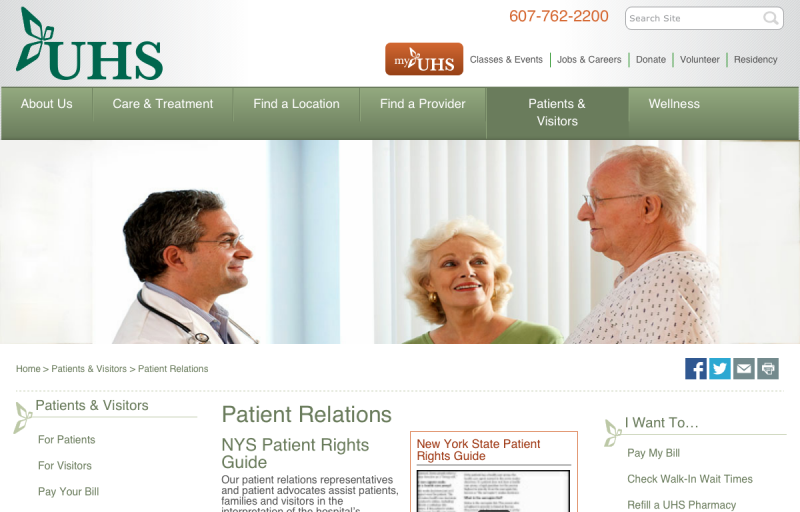 607-762-2200
Search Site
UHS
my UHS
Classes & Events
Jobs & Careers
Donate
Volunteer
Residency
About Us
Care & Treatment
Find a Location
Find a Provider
Patients &
Visitors
Wellness
Home > Patients & Visitors > Patient Relations
Patients & Visitors
For Patients
For Visitors
Pay Your Bill
Patient Relations
NYS Patient Rights
Guide
Our patient relations representatives
and patient advocates assist patients,
families and visitors in the
interpretation of the hospital's
New York State Patient
Rights Guide
I Want To…
Pay My Bill
Check Walk-In Wait Times
Refill a UHS Pharmacy